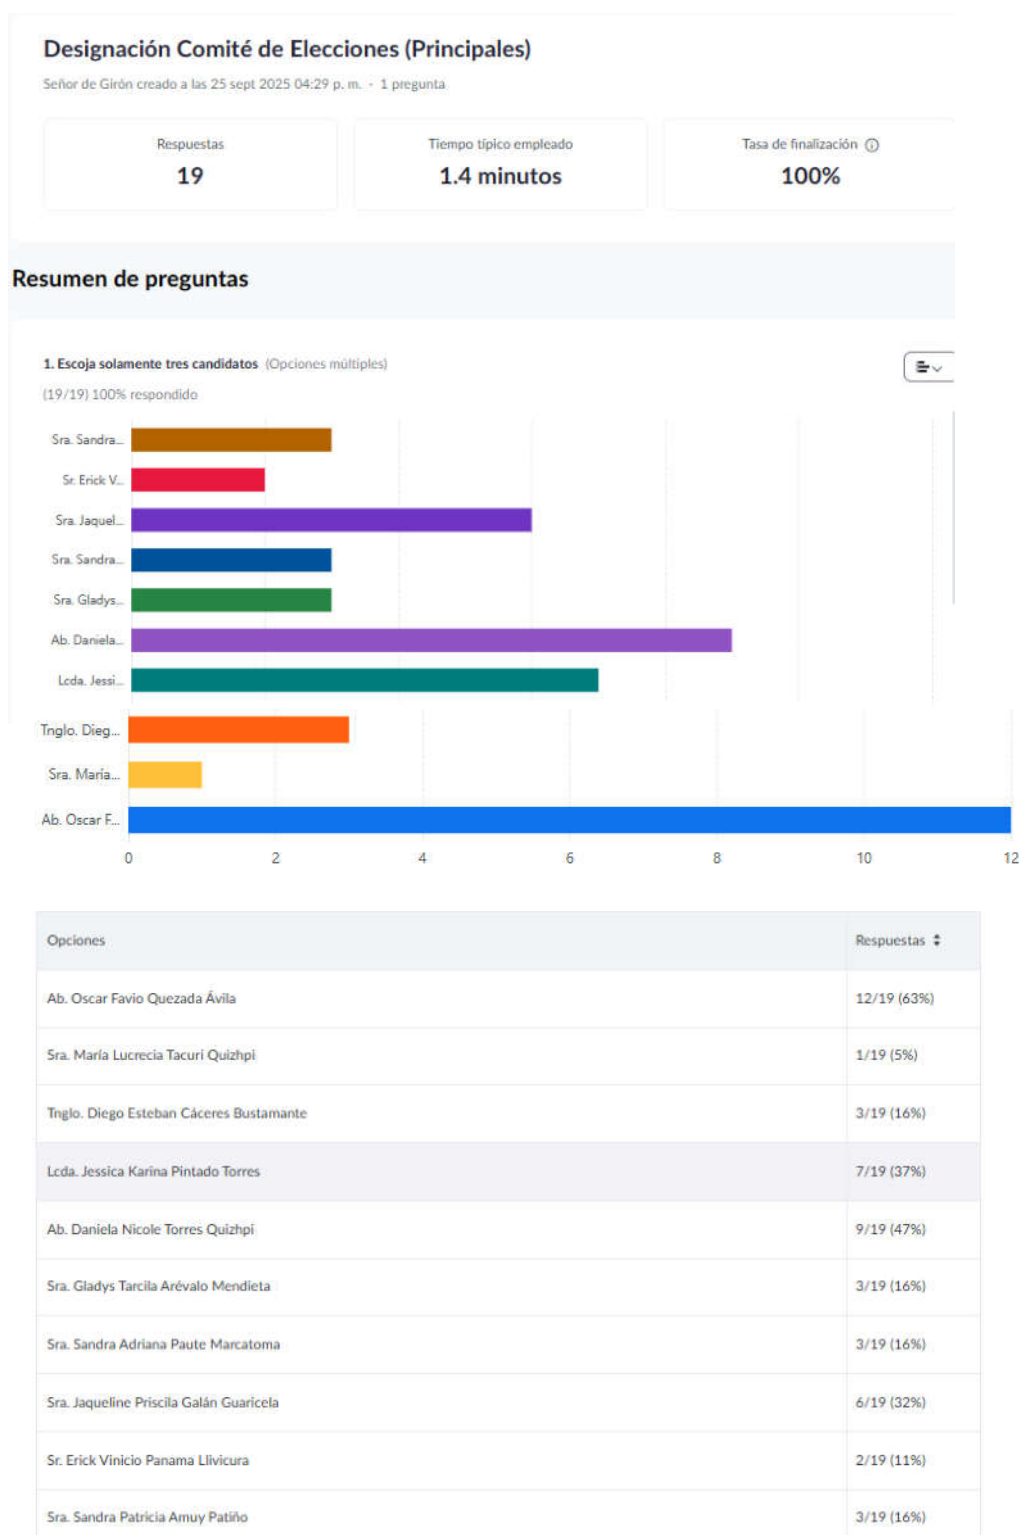 Designación Comité de Elecciones (Principales)
Señor de Girón creado a las 25 sept 2025 04:29 p. m. · 1 pregunta
Respuestas
19
Tiempo típico empleado
1.4 minutos
Tasa de finalización
100%
Resumen de preguntas
1. Escoja solamente tres candidatos (Opciones múltiples)
(19/19) 100% respondido
Sra. Sandra...
Sr. Erick V...
Sra. Jaquel...
Sra. Sandra...
Sra. Gladys...
Ab. Daniela...
Lcda. Jessi...
Tnglo. Dieg...
Sra. María...
Ab. Oscar F...
0 2 4 6 8 10 12
Opciones Respuestas
Ab. Oscar Favio Quezada Ávila 12/19 (63%)
Sra. María Lucrecia Tacuri Quizhpi 1/19 (5%)
Tnglo. Diego Esteban Cáceres Bustamante 3/19 (16%)
Lcda. Jessica Karina Pintado Torres 7/19 (37%)
Ab. Daniela Nicole Torres Quizhpi 9/19 (47%)
Sra. Gladys Tarcila Arévalo Mendieta 3/19 (16%)
Sra. Sandra Adriana Paute Marcatoma 3/19 (16%)
Sra. Jaqueline Priscila Galán Guaricela 6/19 (32%)
Sr. Erick Vinicio Panama Llivicura 2/19 (11%)
Sra. Sandra Patricia Amuy Patiño 3/19 (16%)